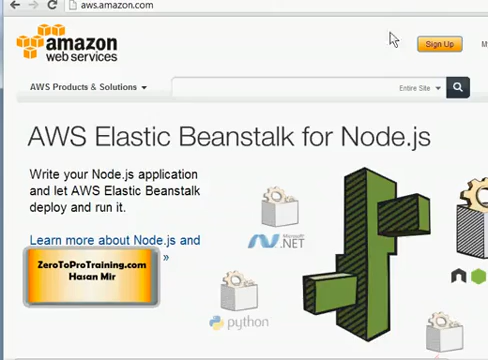 aws.amazon.com
amazon
web services
Sign Up
M
AWS Products & Solutions
Entire Site
AWS Elastic Beanstalk for Node.js
Write your Node.js application
and let AWS Elastic Beanstalk
deploy and run it.
Learn more about Node.js and
»
ZeroToProTraining.com
Hasan Mir
Microsoft
.NET
python